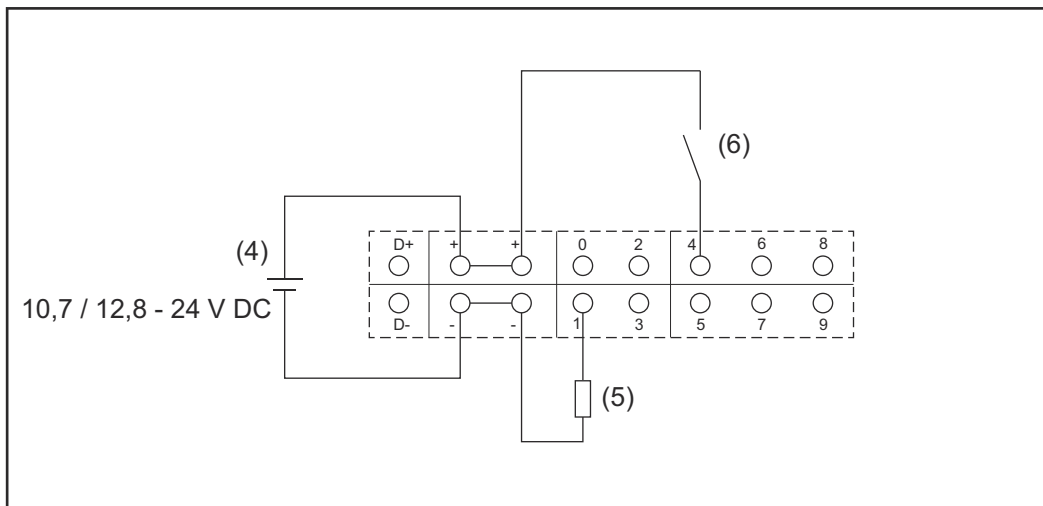 (6)
(4)
10,7 / 12,8 - 24 V DC
D+ + + 0 2 4 6 8
D- - - 1 3 5 7 9
(5)